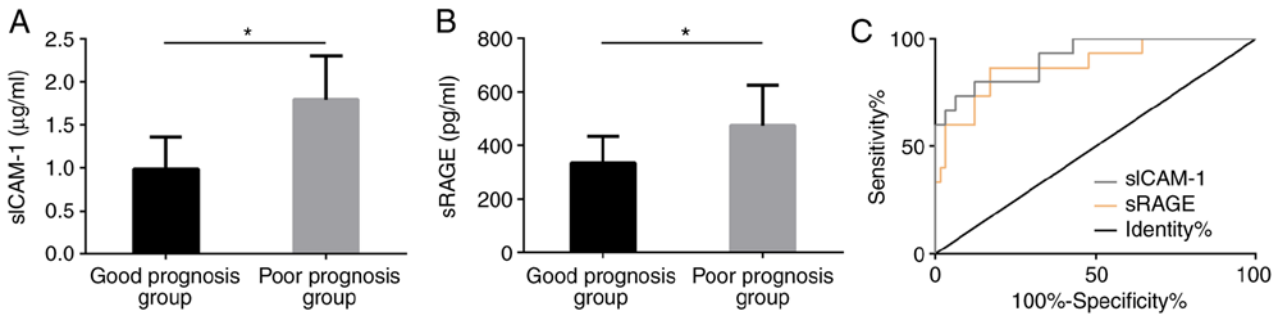 A
sICAM-1 (µg/ml)
2.5
2.0
1.5
1.0
0.5
0.0
*
Good prognosis
group
Poor prognosis
group
B
sRAGE (pg/ml)
800
600
400
200
0
*
Good prognosis
group
Poor prognosis
group
C
Sensitivity%
100
50
0
sICAM-1
sRAGE
Identity%
0
50
100
100%-Specificity%